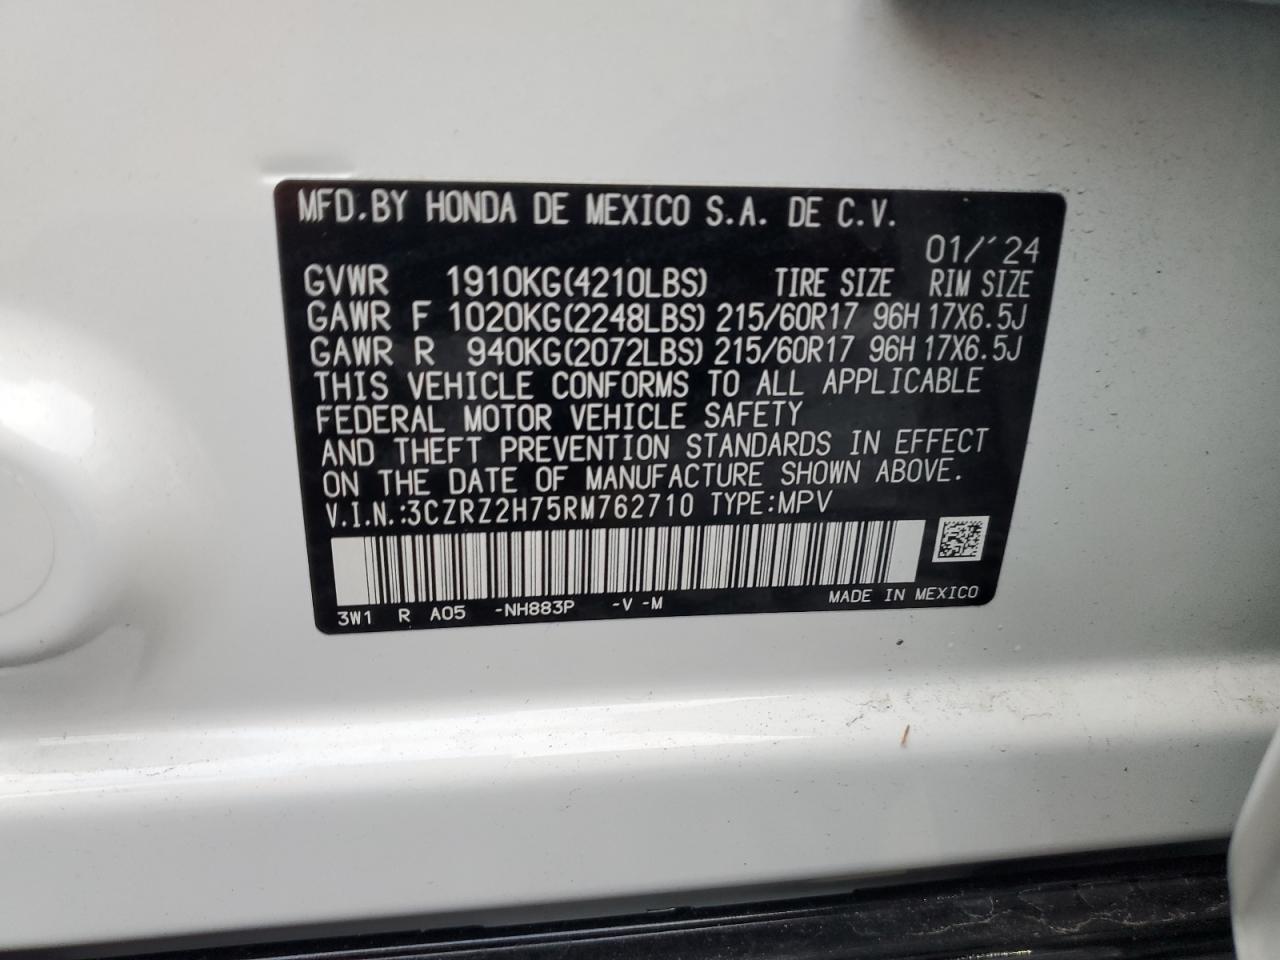 MFD.BY HONDA DE MEXICO S.A. DE C.V.
01/'24
GVWR 1910KG(4210LBS) TIRE SIZE RIM SIZE
GAWR F 1020KG(2248LBS) 215/60R17 96H 17X6.5J
GAWR R 940KG(2072LBS) 215/60R17 96H 17X6.5J
THIS VEHICLE CONFORMS TO ALL APPLICABLE
FEDERAL MOTOR VEHICLE SAFETY
AND THEFT PREVENTION STANDARDS IN EFFECT
ON THE DATE OF MANUFACTURE SHOWN ABOVE.
V.I.N.:3CZRZ2H75RM762710 TYPE:MPV
3W1 R A05 -NH883P -V -M MADE IN MEXICO